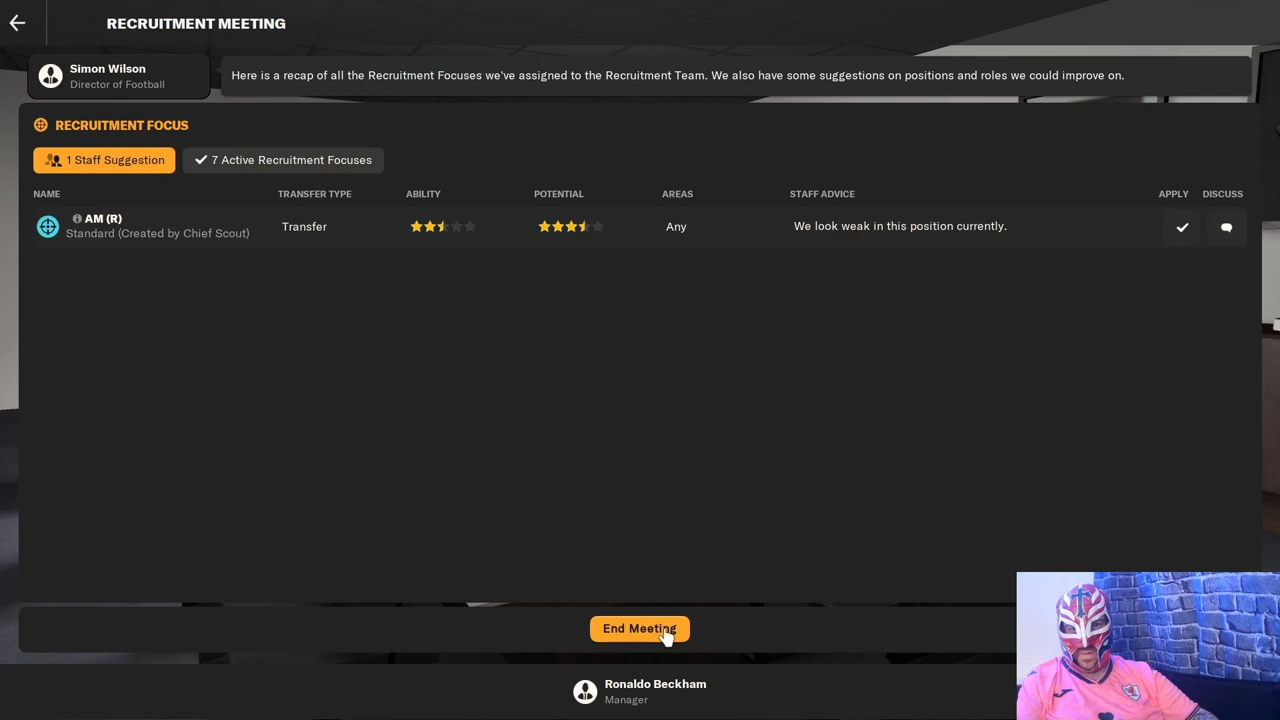 RECRUITMENT MEETING
Simon Wilson
Director of Football
Here is a recap of all the Recruitment Focuses we've assigned to the Recruitment Team. We also have some suggestions on positions and roles we could improve on.
RECRUITMENT FOCUS
1 Staff Suggestion
7 Active Recruitment Focuses
NAME TRANSFER TYPE ABILITY POTENTIAL AREAS STAFF ADVICE APPLY DISCUSS
AM (R)
Standard (Created by Chief Scout)
Transfer
Any
We look weak in this position currently.
End Meeting
Ronaldo Beckham
Manager